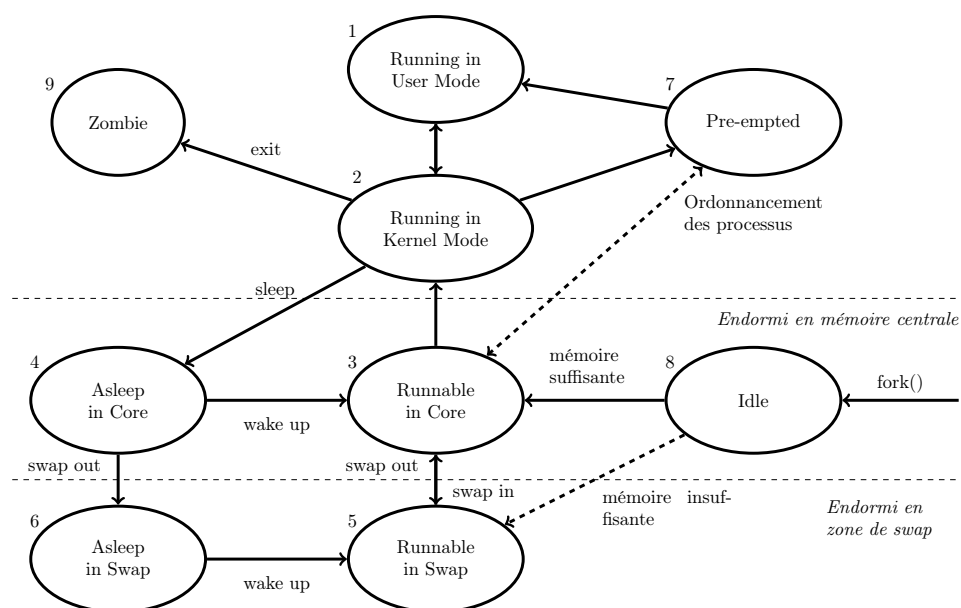 1
Running in
User Mode
9
Zombie
7
Pre-empted
exit
2
Running in
Kernel Mode
Ordonnancement
des processus
sleep
Endormi en mémoire centrale
4
Asleep
in Core
wake up
3
Runnable
in Core
mémoire
suffisante
8
Idle
fork()
swap out
swap out
swap in
mémoire insuf-
fisante
Endormi en
zone de swap
6
Asleep
in Swap
wake up
5
Runnable
in Swap